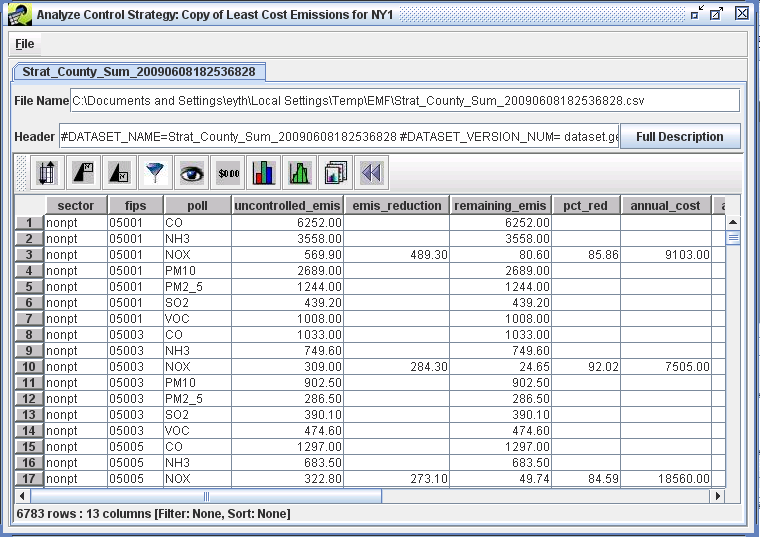 Analyze Control Strategy: Copy of Least Cost Emissions for NY1
File
Strat_County_Sum_20090608182536828
File Name C:\Documents and Settings\eyth\Local Settings\Temp\EMF\Strat_County_Sum_20090608182536828.csv
Header #DATASET_NAME=Strat_County_Sum_20090608182536828 #DATASET_VERSION_NUM= dataset.ge Full Description
$0.00
sector fips poll uncontrolled_emis emis_reduction remaining_emis pct_red annual_cost a
1 nonpt 05001 CO 6252.00 6252.00
2 nonpt 05001 NH3 3558.00 3558.00
3 nonpt 05001 NOX 569.90 489.30 80.60 85.86 9103.00
4 nonpt 05001 PM10 2689.00 2689.00
5 nonpt 05001 PM2_5 1244.00 1244.00
6 nonpt 05001 SO2 439.20 439.20
7 nonpt 05001 VOC 1008.00 1008.00
8 nonpt 05003 CO 1033.00 1033.00
9 nonpt 05003 NH3 749.60 749.60
10 nonpt 05003 NOX 309.00 284.30 24.65 92.02 7505.00
11 nonpt 05003 PM10 902.50 902.50
12 nonpt 05003 PM2_5 286.50 286.50
13 nonpt 05003 SO2 390.10 390.10
14 nonpt 05003 VOC 474.60 474.60
15 nonpt 05005 CO 1297.00 1297.00
16 nonpt 05005 NH3 683.50 683.50
17 nonpt 05005 NOX 322.80 273.10 49.74 84.59 18560.00
6783 rows : 13 columns [Filter: None, Sort: None]